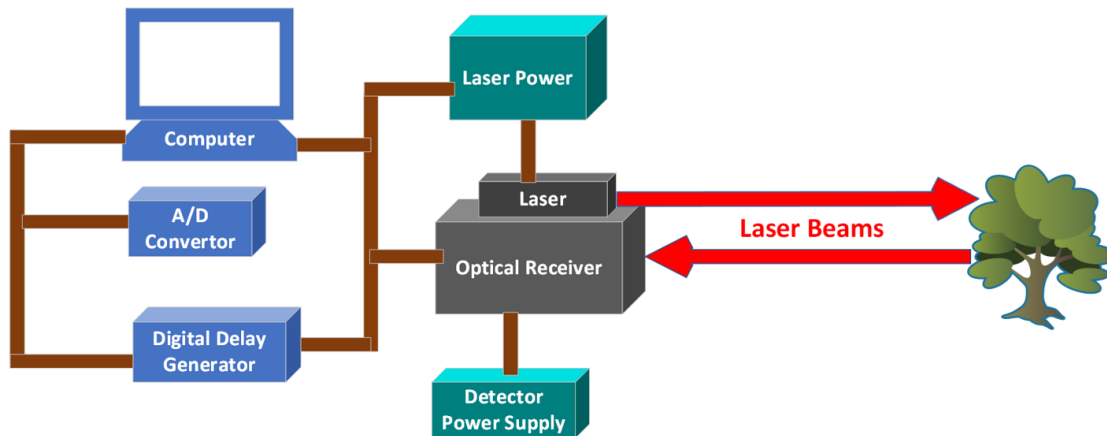 Computer
A/D
Convertor
Digital Delay
Generator
Laser Power
Laser
Optical Receiver
Detector
Power Supply
Laser Beams